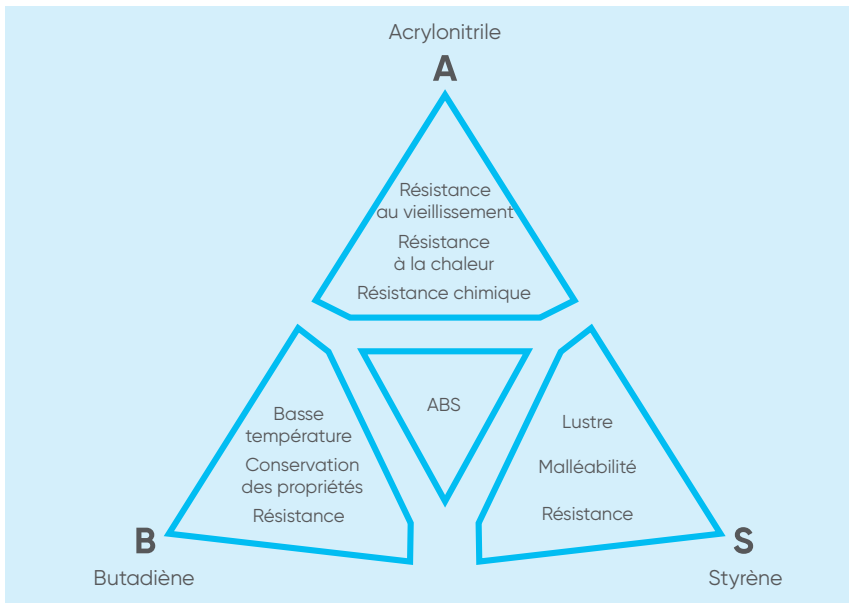 Acrylonitrile
A
Résistance
au vieillissement
Résistance
à la chaleur
Résistance chimique
ABS
Basse
température
Conservation
des propriétés
Résistance
Lustre
Malléabilité
Résistance
B
Butadiène
S
Styrène